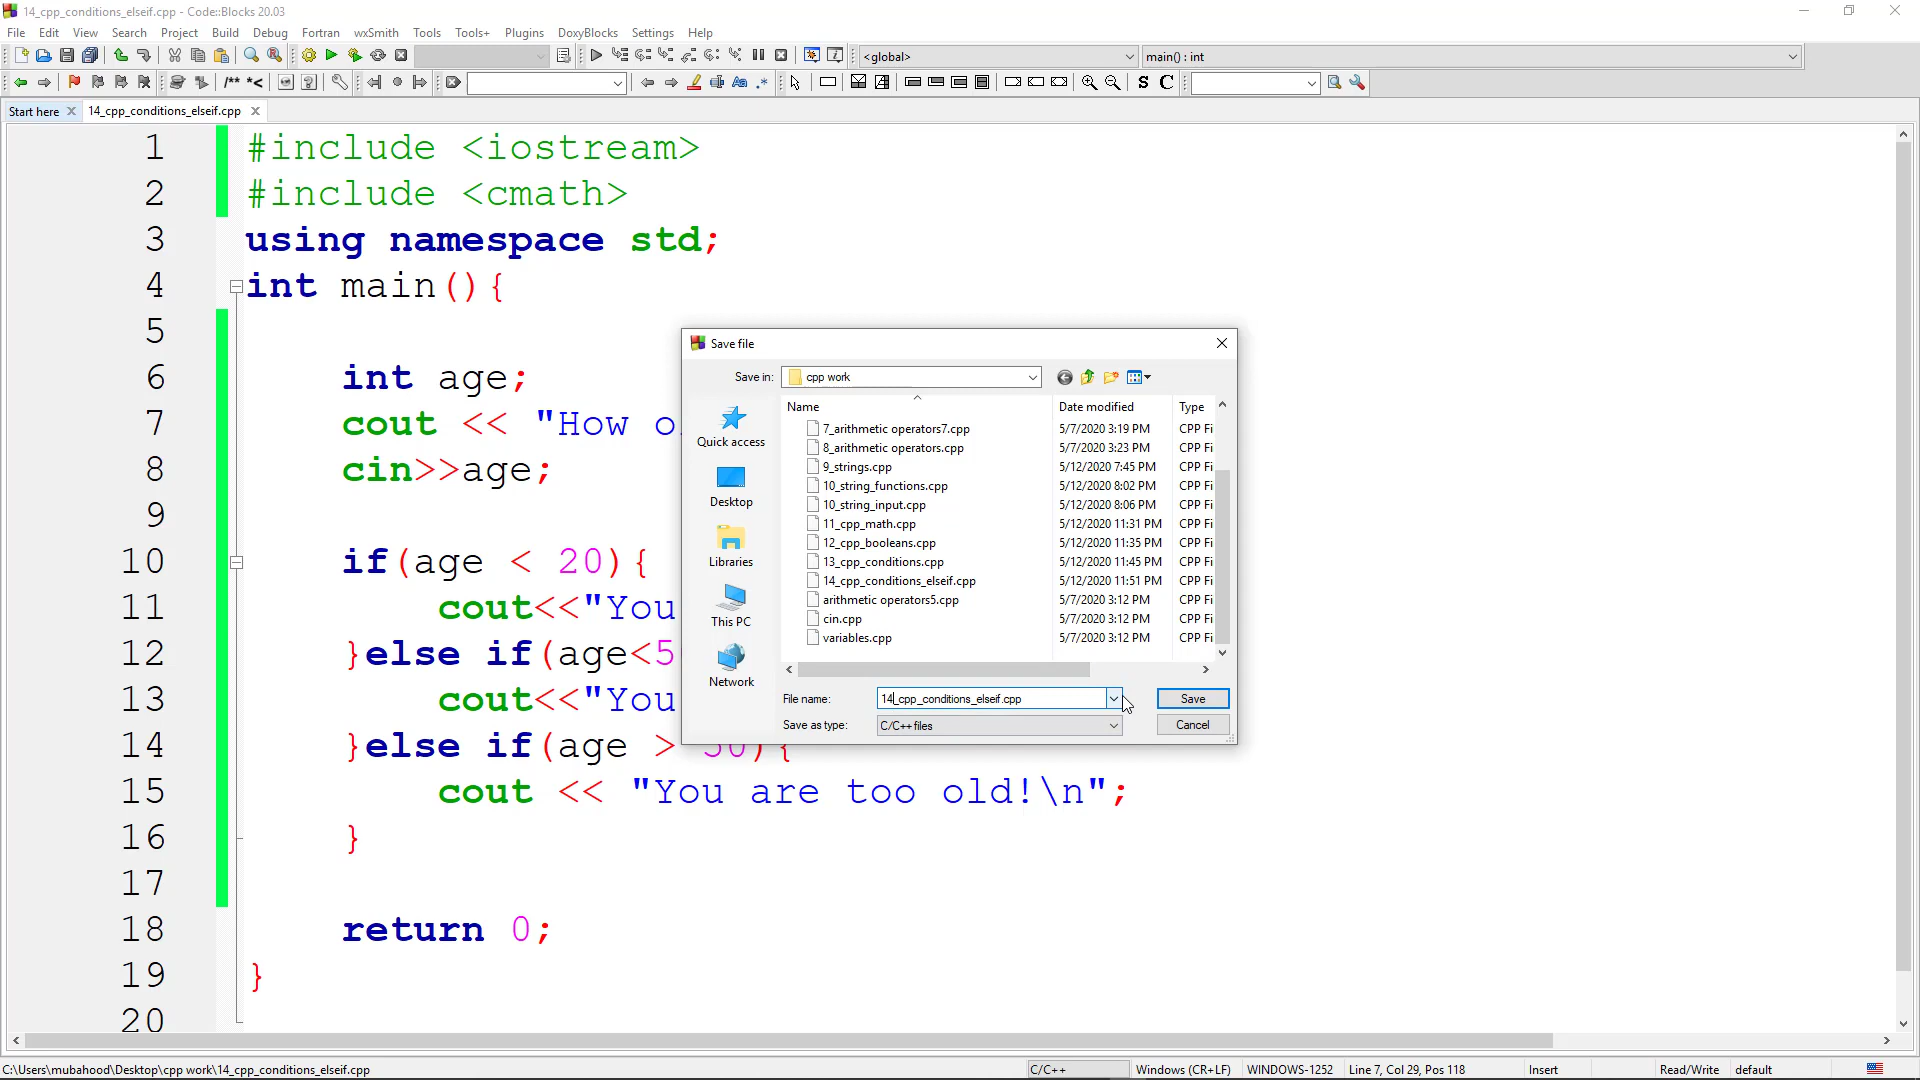 14_cpp_conditions_elseif.cpp - Code::Blocks 20.03
File Edit View Search Project Build Debug Fortran wxSmith Tools Tools+ Plugins DoxyBlocks Settings Help
<global> main() : int
/** *< S C
Start here 14_cpp_conditions_elseif.cpp
1 #include <iostream>
2 #include <cmath>
3 using namespace std;
4 int main(){
5
6 int age;
7 cout << "How o
8 cin>>age;
9
10 if(age < 20){
11 cout<<"You
12 }else if(age<5
13 cout<<"You
14 }else if(age > 50){
15 cout << "You are too old!\n";
16 }
17
18 return 0;
19 }
20
Save file
Save in: cpp work
Quick access
Desktop
Libraries
This PC
Network
Name Date modified Type
7_arithmetic operators7.cpp 5/7/2020 3:19 PM CPP Fi
8_arithmetic operators.cpp 5/7/2020 3:23 PM CPP Fi
9_strings.cpp 5/12/2020 7:45 PM CPP Fi
10_string_functions.cpp 5/12/2020 8:02 PM CPP Fi
10_string_input.cpp 5/12/2020 8:06 PM CPP Fi
11_cpp_math.cpp 5/12/2020 11:31 PM CPP Fi
12_cpp_booleans.cpp 5/12/2020 11:35 PM CPP Fi
13_cpp_conditions.cpp 5/12/2020 11:45 PM CPP Fi
14_cpp_conditions_elseif.cpp 5/12/2020 11:51 PM CPP Fi
arithmetic operators5.cpp 5/7/2020 3:12 PM CPP Fi
cin.cpp 5/7/2020 3:12 PM CPP Fi
variables.cpp 5/7/2020 3:12 PM CPP Fi
File name: 14_cpp_conditions_elseif.cpp Save
Save as type: C/C++ files Cancel
C:\Users\mubahood\Desktop\cpp work\14_cpp_conditions_elseif.cpp C/C++ Windows (CR+LF) WINDOWS-1252 Line 7, Col 29, Pos 118 Insert Read/Write default